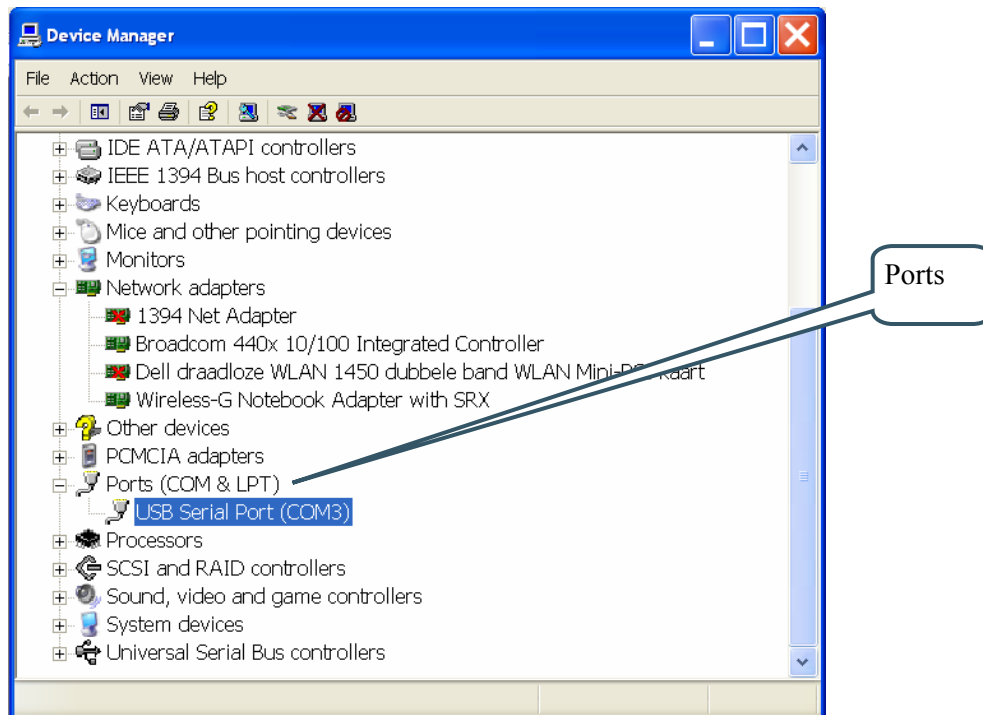 Device Manager
File Action View Help
IDE ATA/ATAPI controllers
IEEE 1394 Bus host controllers
Keyboards
Mice and other pointing devices
Monitors
Network adapters
1394 Net Adapter
Broadcom 440x 10/100 Integrated Controller
Dell draadloze WLAN 1450 dubbele band WLAN Mini-PCI kaart
Wireless-G Notebook Adapter with SRX
Other devices
PCMCIA adapters
Ports (COM & LPT)
USB Serial Port (COM3)
Processors
SCSI and RAID controllers
Sound, video and game controllers
System devices
Universal Serial Bus controllers
Ports